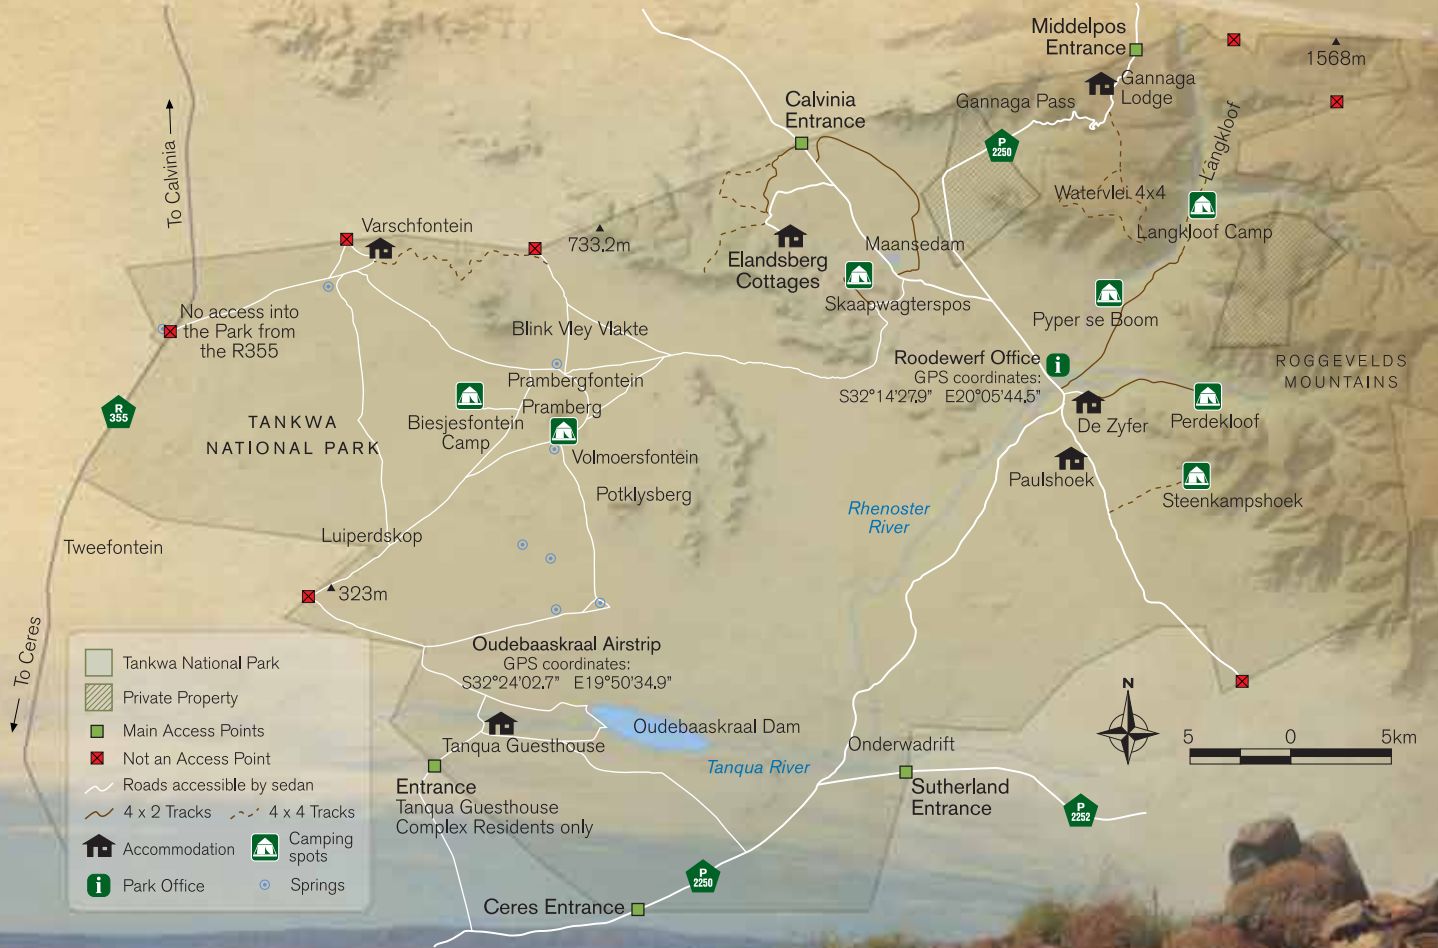 Middelpos
Entrance
1568m
Gannaga
Lodge
Gannaga Pass
Calvinia
Entrance
P
2250
Langkloof
To Calvinia
Watervlei 4x4
Varschfontein
733.2m
Langkloof Camp
Maansedam
Elandsberg
Cottages
Skaapwagterspos
No access into
the Park from
the R355
Blink Vley Vlakte
Pyper se Boom
Roodewerf Office
GPS coordinates:
S32°14'27.9" E20°05'44.5"
i
ROGGEVELDS
MOUNTAINS
Prambergfontein
R
355
TANKWA
NATIONAL PARK
Biesjesfontein
Camp
Pramberg
De Zyfer
Perdekloof
Volmoersfontein
Paulshoek
Potklysberg
Steenkampshoek
Rhenoster
River
Luiperdskop
Tweefontein
323m
To Ceres
Oudebaaskraal Airstrip
GPS coordinates:
S32°24'02.7" E19°50'34.9"
Tankwa National Park
Private Property
Main Access Points
Not an Access Point
Roads accessible by sedan
4 x 2 Tracks
4 x 4 Tracks
Accommodation
Camping
spots
i
Park Office
Springs
N
5
0
5km
Oudebaaskraal Dam
Tanqua Guesthouse
Tanqua River
Onderwadrift
Entrance
Tanqua Guesthouse
Complex Residents only
Sutherland
Entrance
P
2252
P
2250
Ceres Entrance